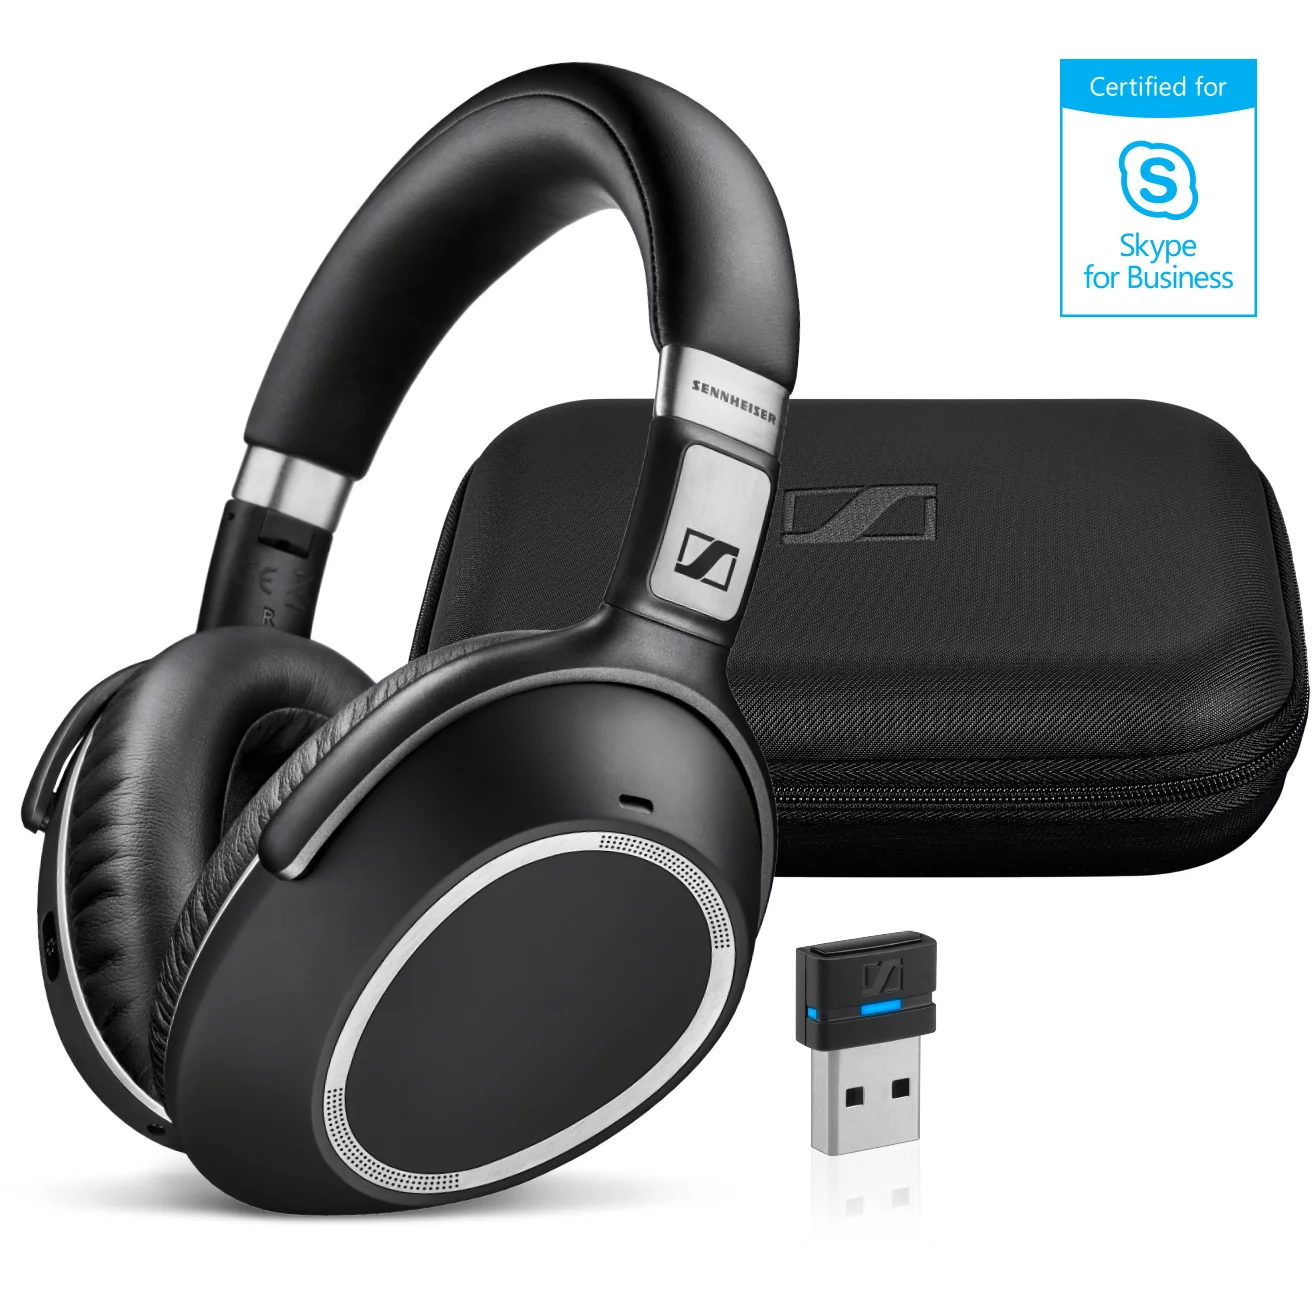 Certified for
S
Skype
for Business
SENNHEISER
R